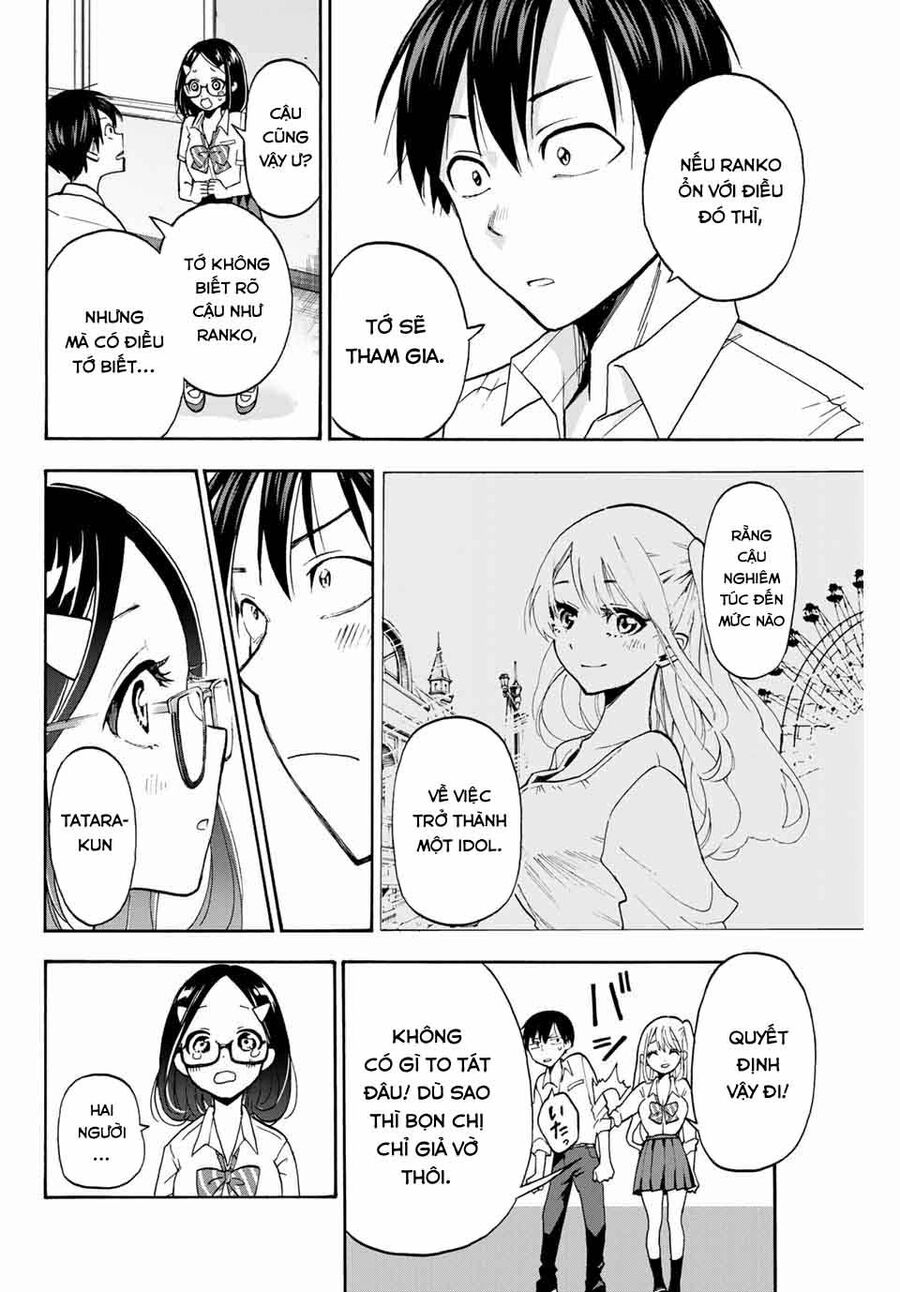 NẾU RANKO
ỔN VỚI ĐIỀU
ĐÓ THÌ,
TỚ SẼ
THAM GIA.
CẬU
CŨNG
VẬY Ư?
TỚ KHÔNG
BIẾT RÕ
CẬU NHƯ
RANKO,
NHƯNG
MÀ CÓ ĐIỀU
TỚ BIẾT...
RẰNG
CẬU
NGHIÊM
TÚC ĐẾN
MỨC NÀO
VỀ VIỆC
TRỞ THÀNH
MỘT IDOL.
TATARA-
KUN
QUYẾT
ĐỊNH
VẬY ĐI!
いたっ
KHÔNG
CÓ GÌ TO TÁT
ĐÂU! DÙ SAO
THÌ BỌN CHỊ
CHỈ GIẢ VỜ
THÔI.
HAI
NGƯỜI
...